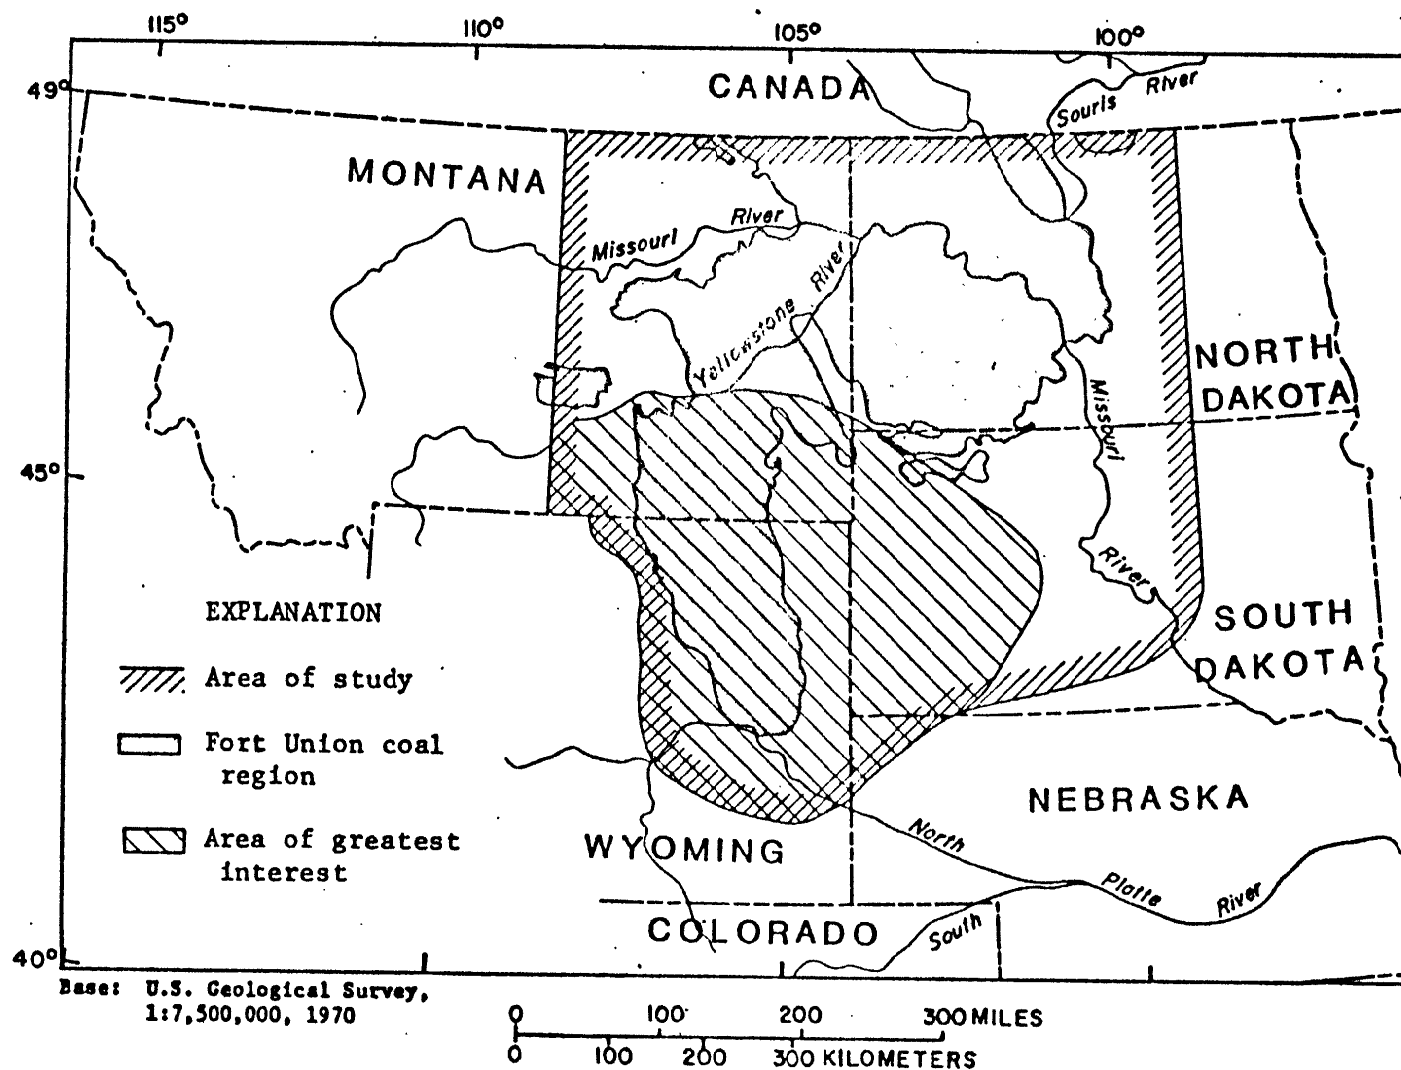 115° 110° 105° 100°
49°
CANADA
Souris River
MONTANA
Missouri River
Yellowstone River
NORTH
DAKOTA
Missouri
45°
River
EXPLANATION
SOUTH
DAKOTA
Area of study
Fort Union coal
region
NEBRASKA
Area of greatest
interest
WYOMING
North
Platte River
COLORADO
South
40°
Base: U.S. Geological Survey,
1:7,500,000, 1970
0 100 200 300 MILES
0 100 200 300 KILOMETERS